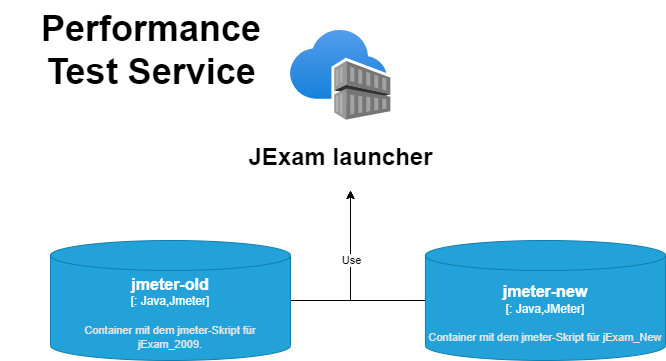 Performance
Test Service
JExam launcher
Use
jmeter-old
[: Java,Jmeter]
Container mit dem jmeter-Skript für
jExam_2009.
jmeter-new
[: Java,JMeter]
Container mit dem jmeter-Skript für jExam_New